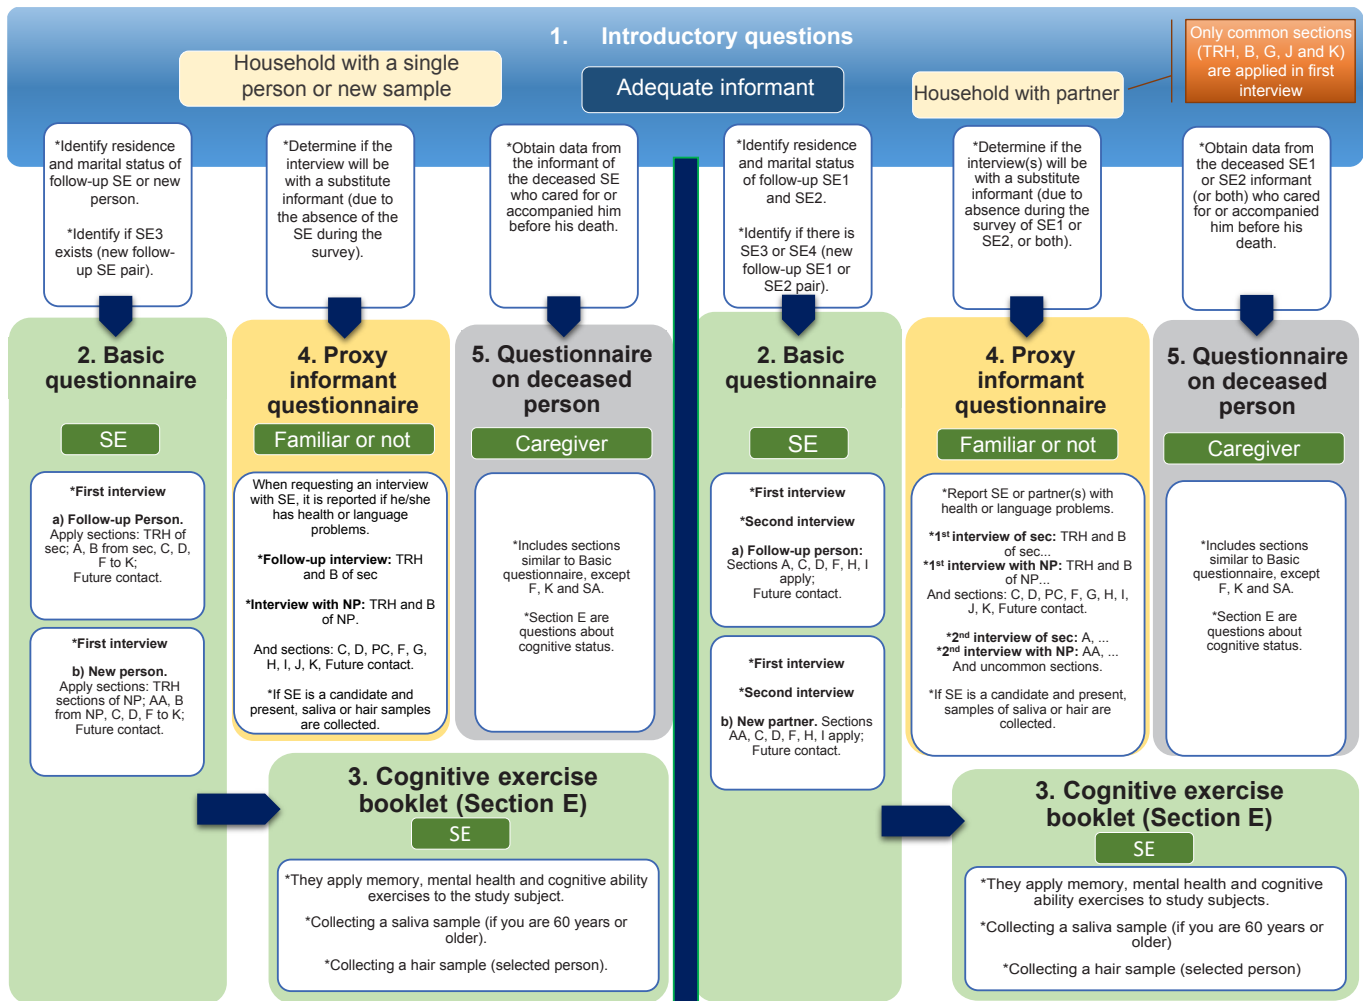 1. Introductory questions
Household with a single
person or new sample
Adequate informant
Household with partner
Only common sections
(TRH, B, G, J and K)
are applied in first
interview
*Identify residence
and marital status of
follow-up SE or new
person.
*Identify if SE3
exists (new follow-
up SE pair).
*Determine if the
interview will be
with a substitute
informant (due to
the absence of the
SE during the
survey).
*Obtain data from
the informant of
the deceased SE
who cared for or
accompanied him
before his death.
*Identify residence
and marital status
of follow-up SE1
and SE2.
*Identify if there is
SE3 or SE4 (new
follow-up SE1 or
SE2 pair).
*Determine if the
interview(s) will be
with a substitute
informant (due to
absence during the
survey of SE1 or
SE2, or both).
*Obtain data from
the deceased SE1
or SE2 informant
(or both) who cared
for or accompanied
him before his
death.
2. Basic
questionnaire
SE
*First interview
a) Follow-up Person.
Apply sections: TRH of
sec; A, B from sec, C, D,
F to K;
Future contact.
*First interview
b) New person.
Apply sections: TRH
sections of NP; AA, B
from NP, C, D, F to K;
Future contact.
4. Proxy
informant
questionnaire
Familiar or not
When requesting an interview
with SE, it is reported if he/she
has health or language
problems.
*Follow-up interview: TRH
and B of sec
*Interview with NP: TRH and B
of NP.
And sections: C, D, PC, F, G,
H, I, J, K, Future contact.
*If SE is a candidate and
present, saliva or hair samples
are collected.
5. Questionnaire
on deceased
person
Caregiver
*Includes sections
similar to Basic
questionnaire, except
F, K and SA.
*Section E are
questions about
cognitive status.
3. Cognitive exercise
booklet (Section E)
SE
*They apply memory, mental health and cognitive ability
exercises to the study subject.
*Collecting a saliva sample (if you are 60 years or
older).
*Collecting a hair sample (selected person).
2. Basic
questionnaire
SE
*First interview
*Second interview
a) Follow-up person:
Sections A, C, D, F, H, I
apply;
Future contact.
*First interview
*Second interview
b) New partner. Sections
AA, C, D, F, H, I apply;
Future contact.
4. Proxy
informant
questionnaire
Familiar or not
*Report SE or partner(s) with
health or language problems.
*1st interview of sec: TRH and B
of sec...
*1st interview with NP: TRH and B
of NP...
And sections: C, D, PC, F, G, H, I,
J, K, Future contact.
*2nd interview of sec: A, ...
*2nd interview with NP: AA, ...
And uncommon sections.
*If SE is a candidate and present,
samples of saliva or hair are
collected.
5. Questionnaire
on deceased
person
Caregiver
*Includes sections
similar to Basic
questionnaire, except
F, K and SA.
*Section E are
questions about
cognitive status.
3. Cognitive exercise
booklet (Section E)
SE
*They apply memory, mental health and cognitive
ability exercises to study subjects.
*Collecting a saliva sample (if you are 60 years or
older)
*Collecting a hair sample (selected person)